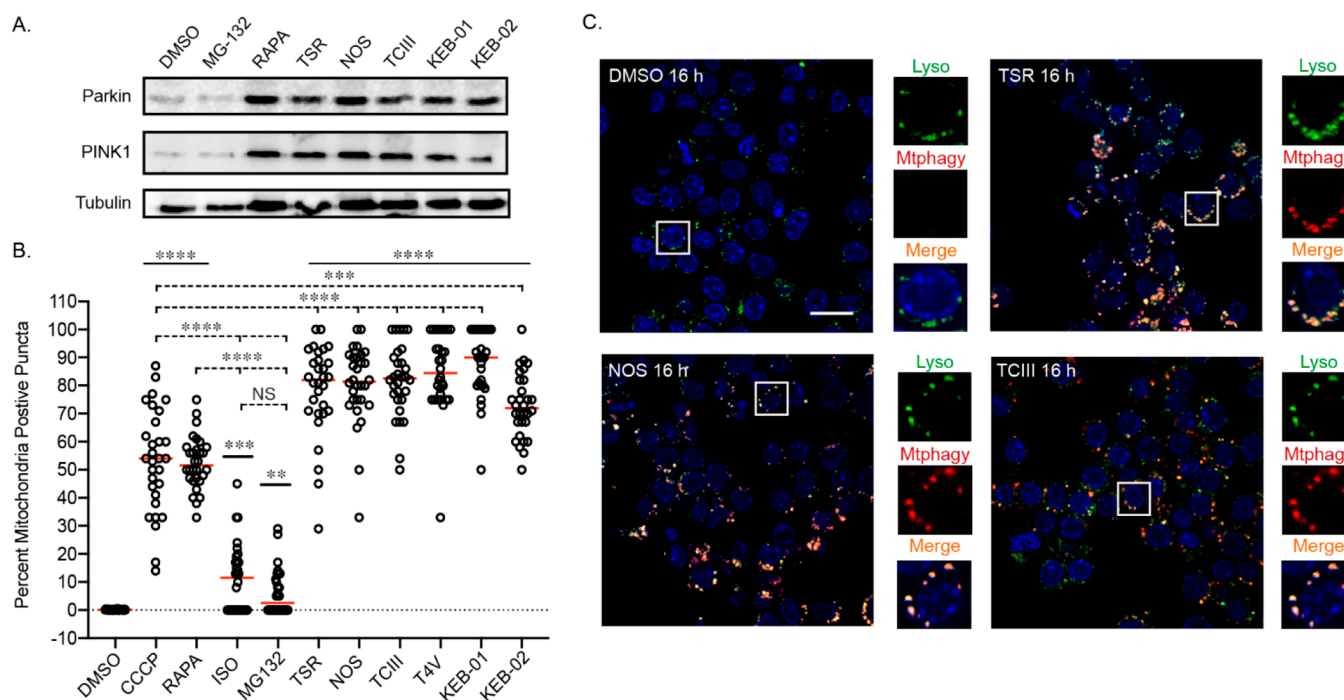 A.
DMSO
MG-132
RAPA
TSR
NOS
TCIII
KEB-01
KEB-02
Parkin
PINK1
Tubulin
B.
****
****
***
****
****
****
NS
***
**
Percent Mitochondria Postive Puncta
110
100
90
80
70
60
50
40
30
20
10
0
-10
DMSO
CCCP
RAPA
ISO
MG132
TSR
NOS
TCIII
T4V
KEB-01
KEB-02
C.
DMSO 16 h
Lyso
Mtphagy
Merge
TSR 16 h
Lyso
Mtphagy
Merge
NOS 16 h
Lyso
Mtphagy
Merge
TCIII 16 h
Lyso
Mtphagy
Merge